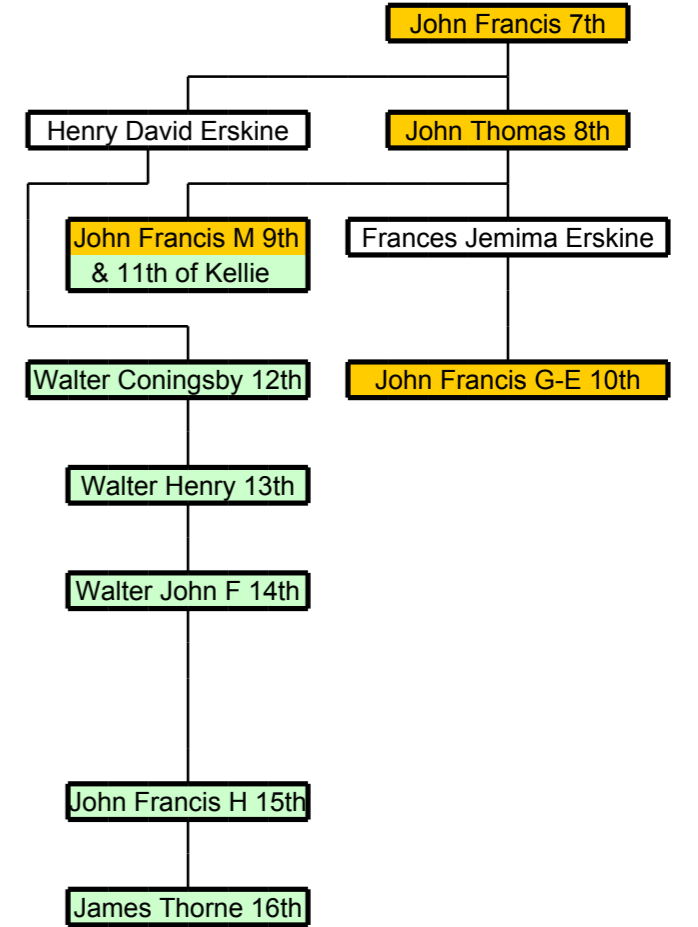 John Francis 7th
Henry David Erskine
John Thomas 8th
John Francis M 9th
& 11th of Kellie
Frances Jemima Erskine
Walter Coningsby 12th
John Francis G-E 10th
Walter Henry 13th
Walter John F 14th
John Francis H 15th
James Thorne 16th